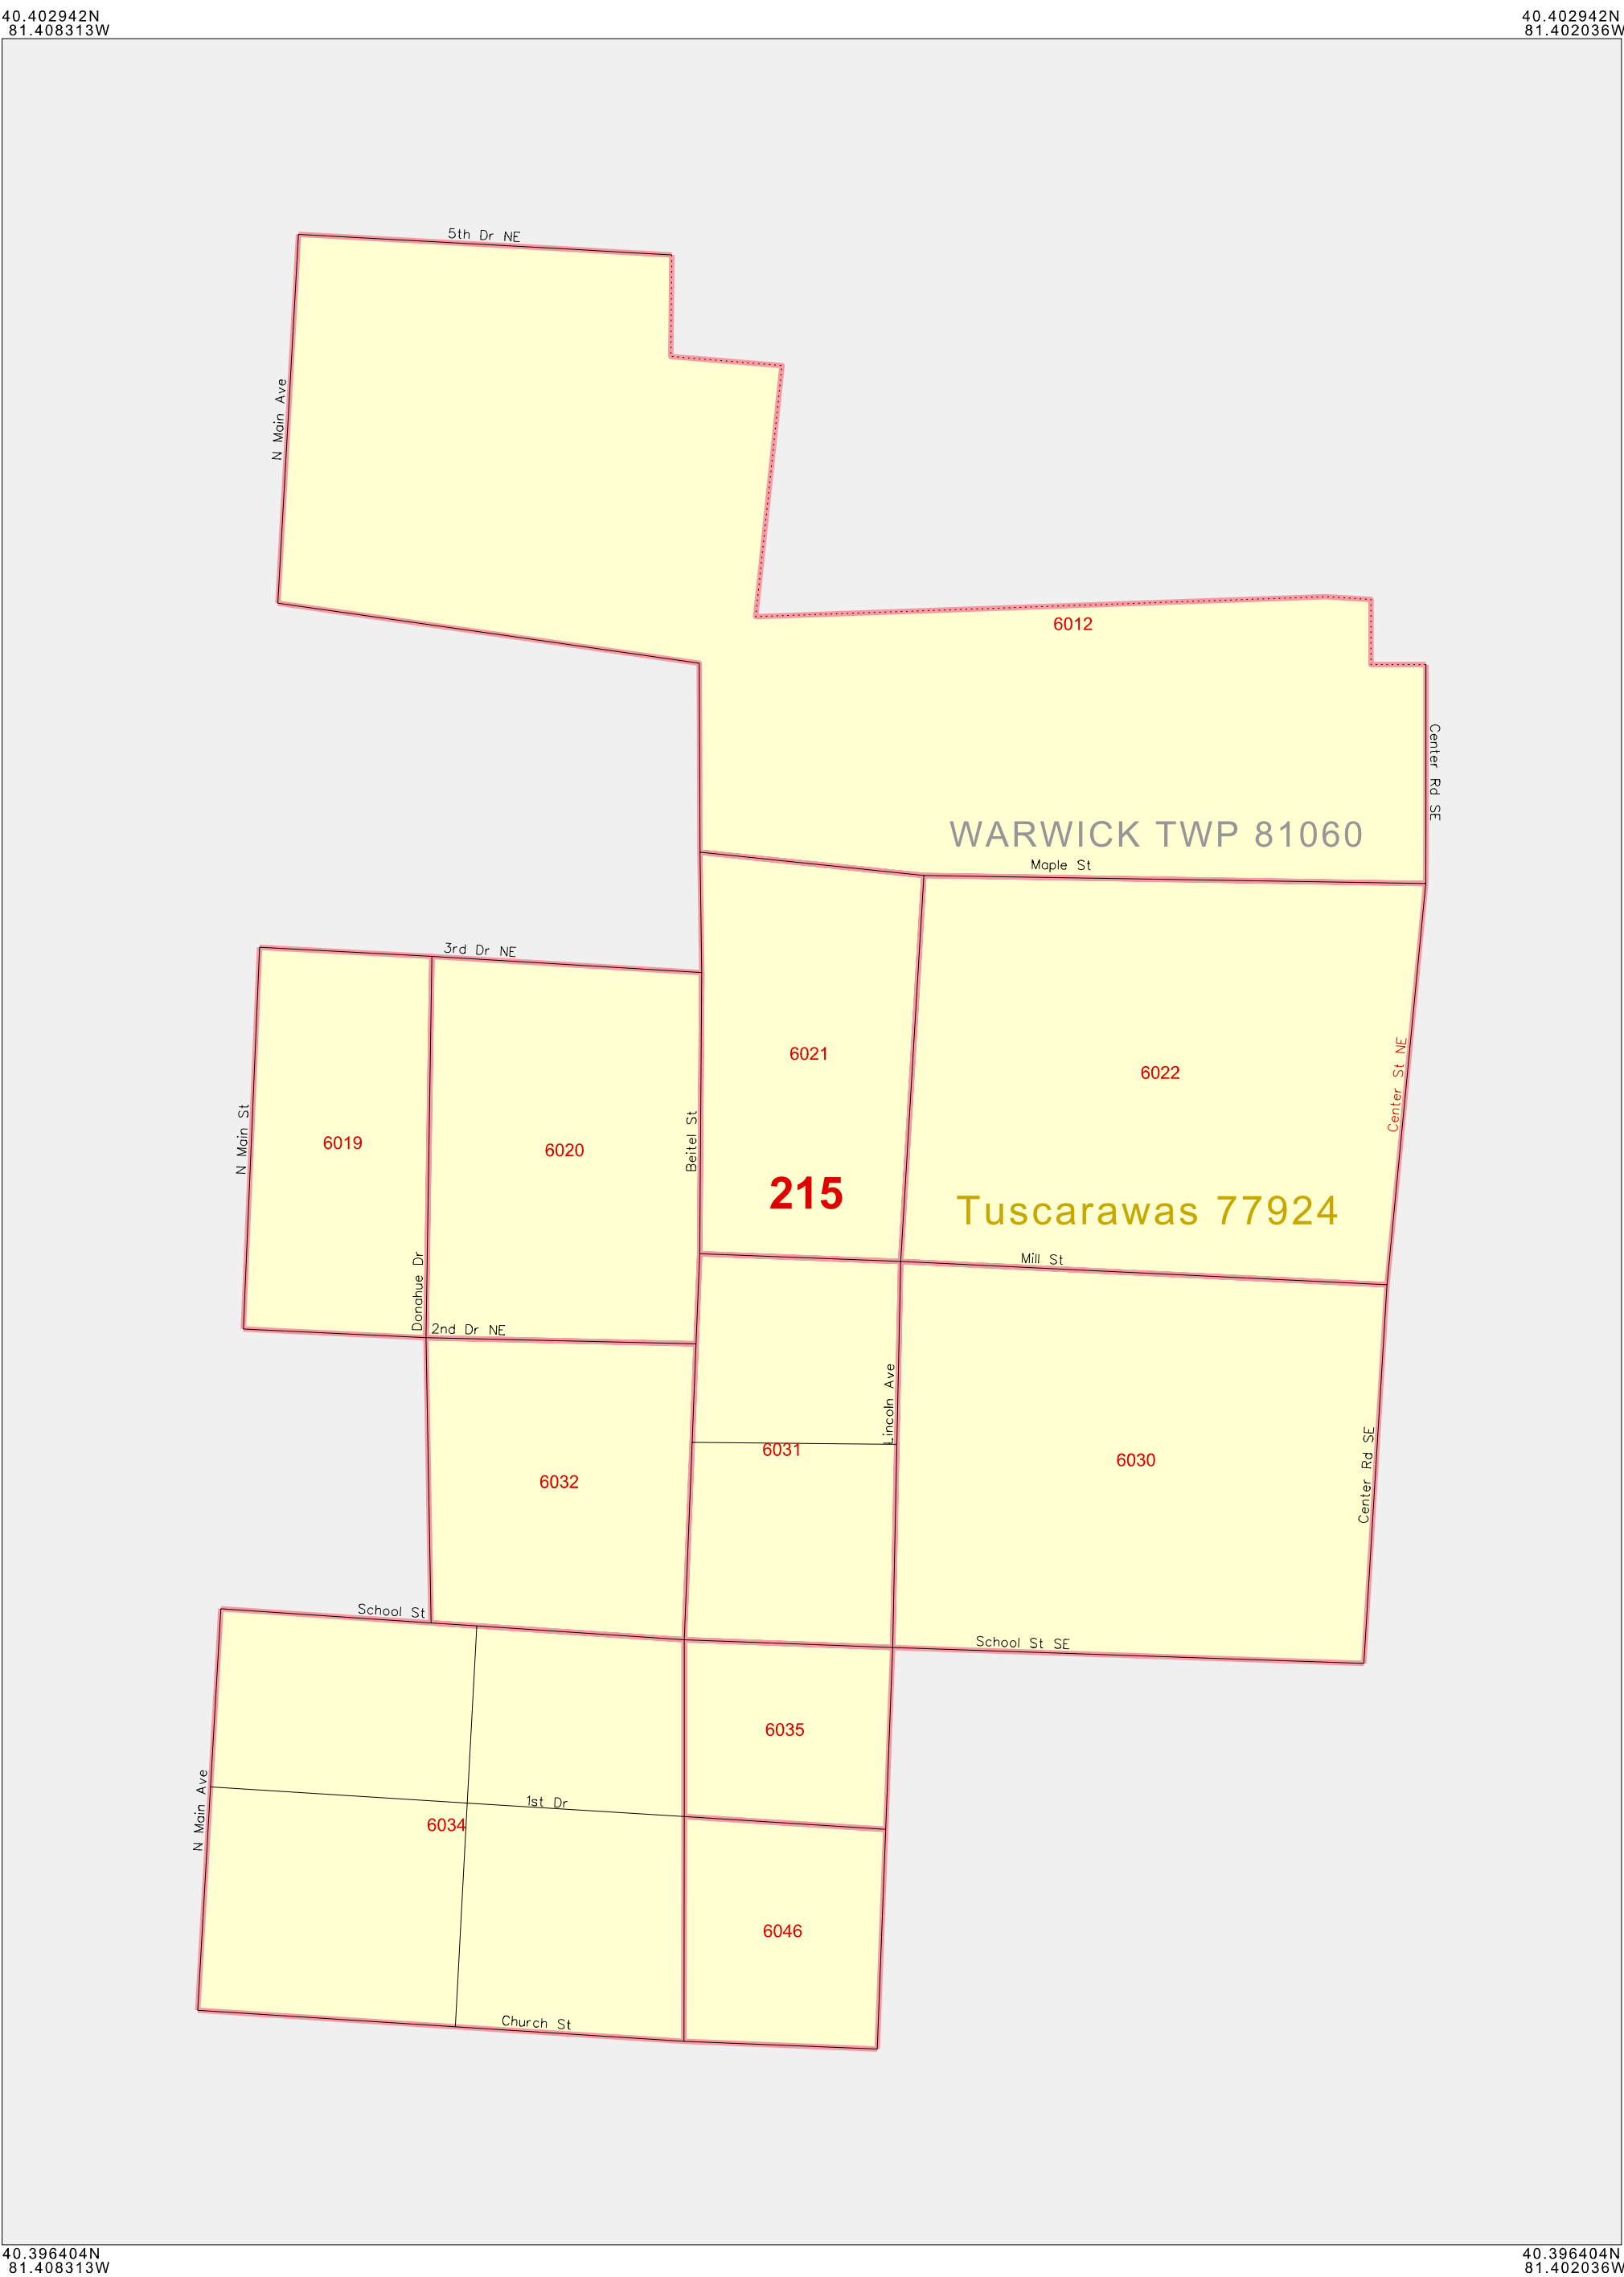 40.402942N
81.408313W
40.402942N
81.402036W
5th Dr NE
N Main Ave
6012
Center Rd SE
WARWICK TWP 81060
Maple St
3rd Dr NE
6021
6022
Center St NE
N Main St
6019
6020
Beitel St
215
Tuscarawas 77924
Mill St
Donahue Dr
2nd Dr NE
Lincoln Ave
6031
6030
Center Rd SE
6032
School St
School St SE
6035
N Main Ave
1st Dr
6034
6046
Church St
40.396404N
81.408313W
40.396404N
81.402036W